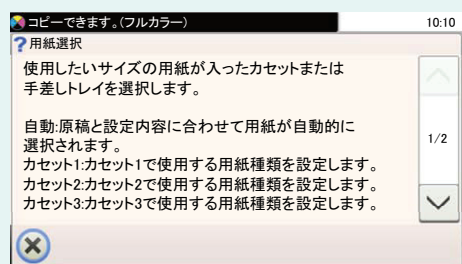 コピーできます。(フルカラー)
10:10
?用紙選択
使用したいサイズの用紙が入ったカセットまたは
手差しトレイを選択します。
自動:原稿と設定内容に合わせて用紙が自動的に
選択されます。
カセット1:カセット1で使用する用紙種類を設定します。
カセット2:カセット2で使用する用紙種類を設定します。
カセット3:カセット3で使用する用紙種類を設定します。
1/2